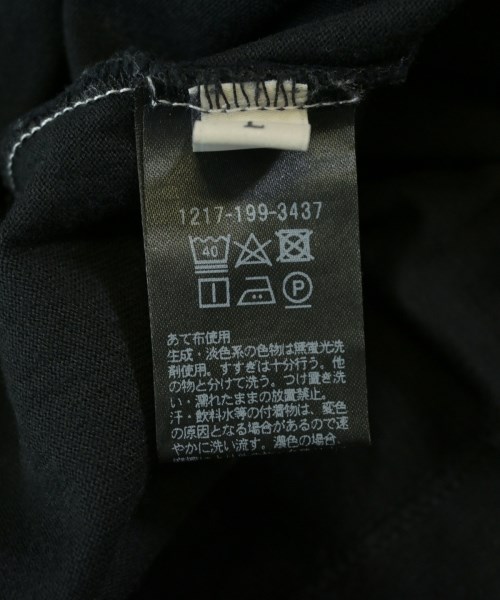 L
1217-199-3437
40
P
あて布使用
生成・淡色系の色物は無蛍光洗
剤使用。すすぎは十分行う。他
の物と分けて洗う。つけ置き洗
い・濡れたままの放置禁止。
汗・飲料水等の付着物は、変色
の原因となる場合があるので速
やかに洗い流す。濃色の場合、